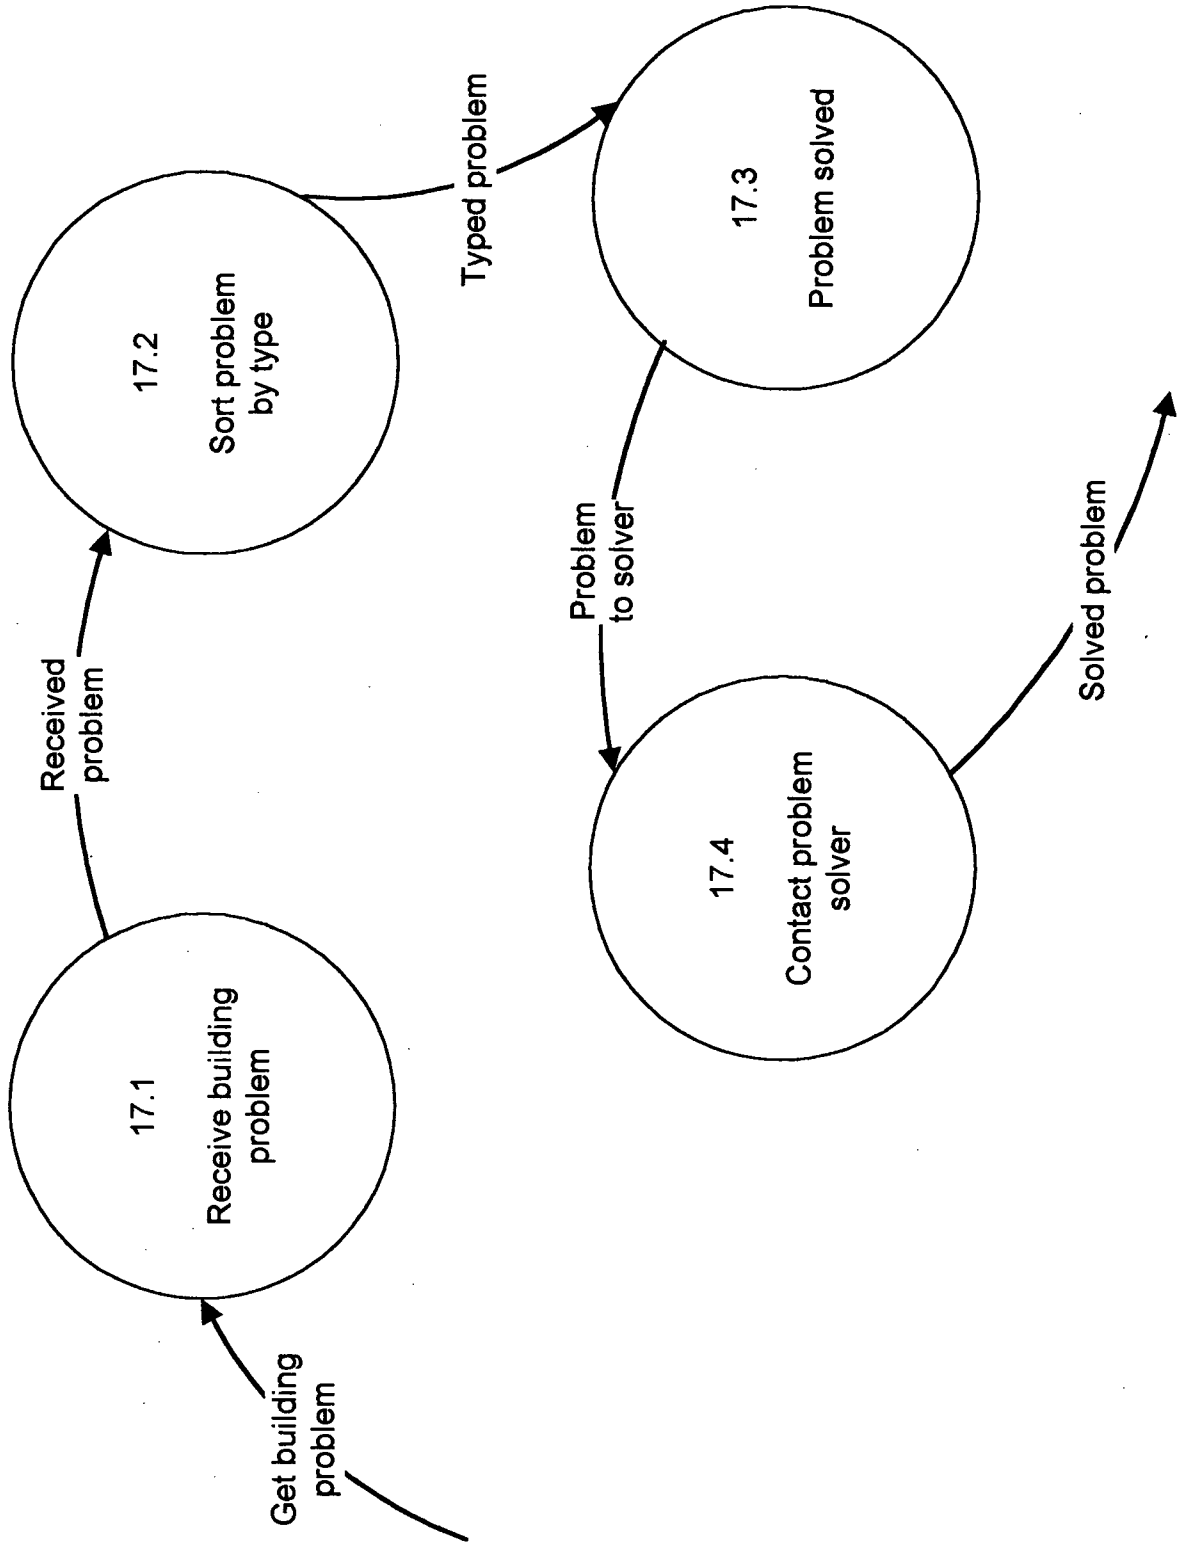 Get building
problem
17.1
Receive building
problem
Received
problem
17.2
Sort problem
by type
Typed problem
17.3
Problem solved
Problem
to solver
17.4
Contact problem
solver
Solved problem